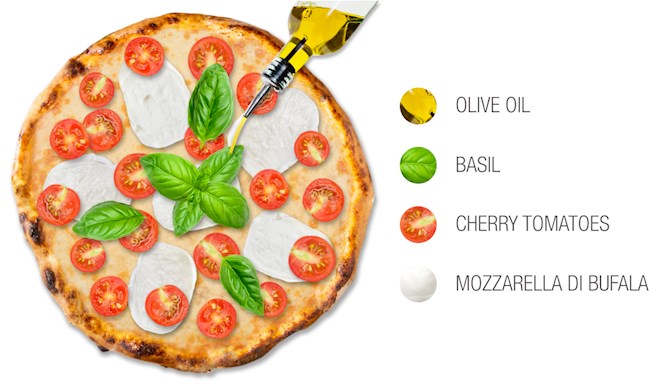 OLIVE OIL
BASIL
CHERRY TOMATOES
MOZZARELLA DI BUFALA